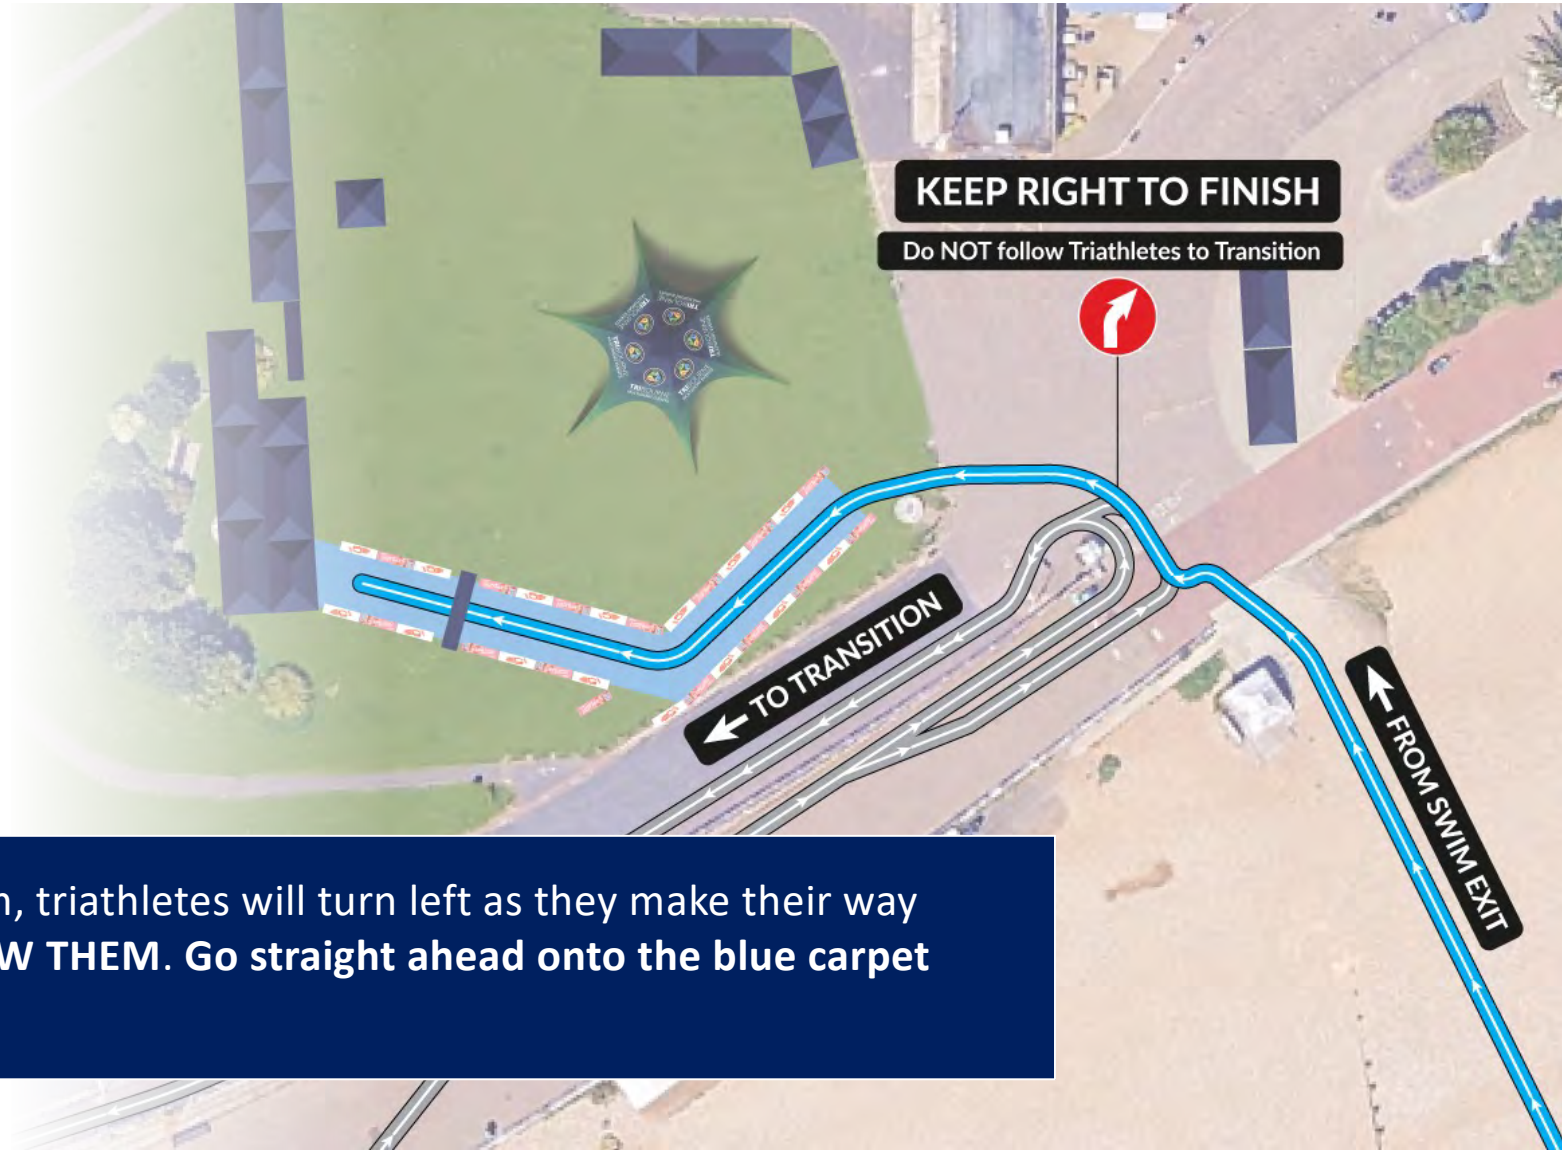 KEEP RIGHT TO FINISH
Do NOT follow Triathletes to Transition
TO TRANSITION
FROM SWIM EXIT
triathletes will turn left as they make their way
THEM. Go straight ahead onto the blue carpet